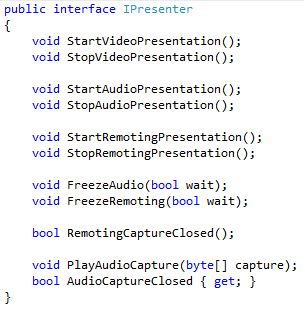 public interface IPresenter
{
    void StartVideoPresentation();
    void StopVideoPresentation();

    void StartAudioPresentation();
    void StopAudioPresentation();

    void StartRemotingPresentation();
    void StopRemotingPresentation();

    void FreezeAudio(bool wait);
    void FreezeRemoting(bool wait);

    bool RemotingCaptureClosed();

    void PlayAudioCapture(byte[] capture);
    bool AudioCaptureClosed { get; }
}